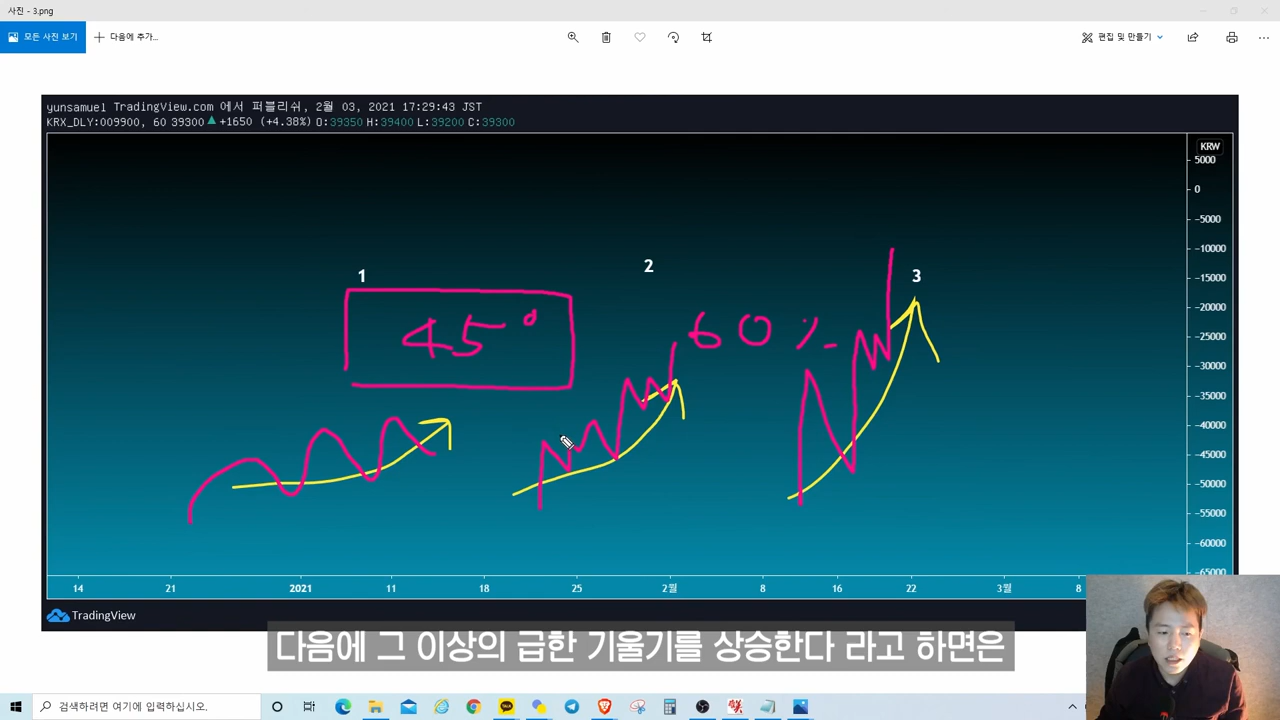 사진 - 3.png
모든 사진 보기
다음에 추가...
편집 및 만들기
yunsamuel TradingView.com 에서 퍼블리쉬, 2월 03, 2021 17:29:43 JST
KRX_DLY:009900, 60 39300 ▲ +1650 (+4.38%) O:39350 H:39400 L:39200 C:39300
KRW
5000
0
-5000
-10000
-15000
-20000
-25000
-30000
-35000
-40000
-45000
-50000
-55000
-60000
-65000
1
2
3
45°
60%
14 21 2021 11 18 25 2월 8 16 22 3월 8
TradingView
다음에 그 이상의 급한 기울기를 상승한다 라고 하면은
검색하려면 여기에 입력하십시오.
TALK